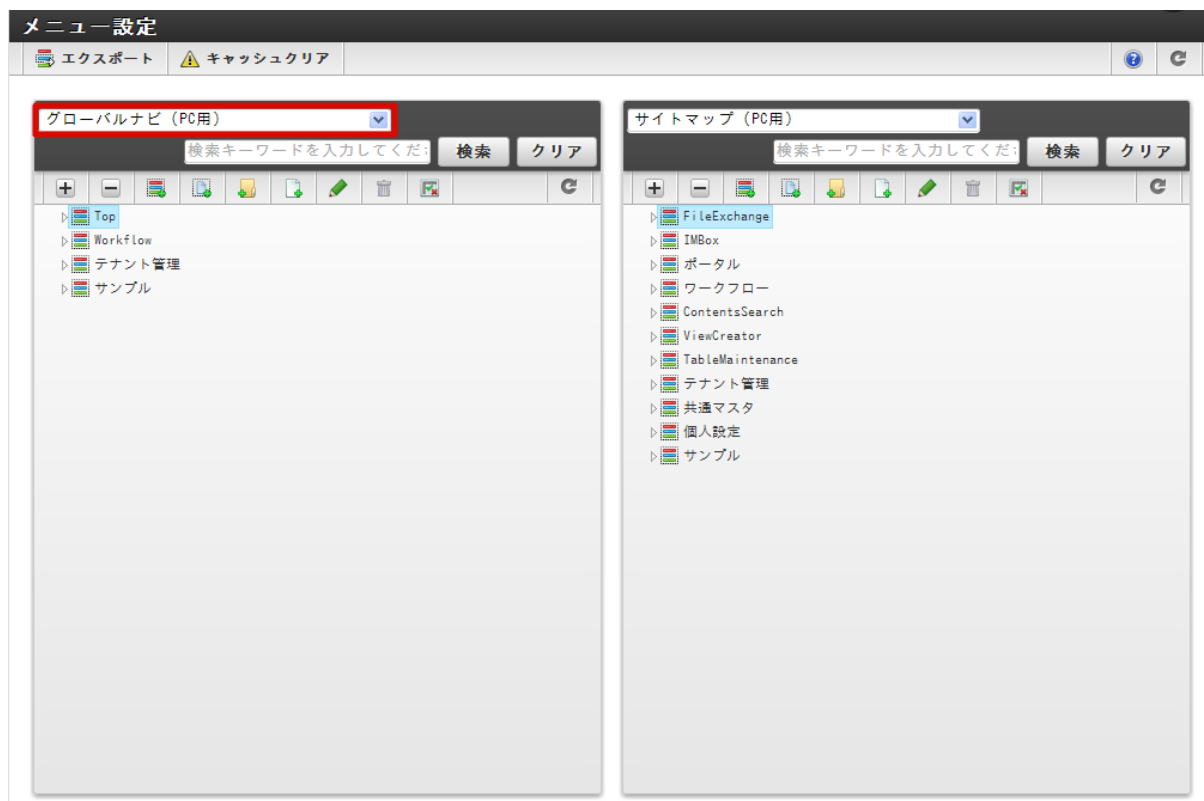 メニュー設定
エクスポート キャッシュクリア
グローバルナビ（PC用）
検索キーワードを入力してくだ 検索 クリア
Top
Workflow
テナント管理
サンプル
サイトマップ（PC用）
検索キーワードを入力してくだ 検索 クリア
FileExchange
IMBox
ポータル
ワークフロー
ContentsSearch
ViewCreator
TableMaintenance
テナント管理
共通マスタ
個人設定
サンプル